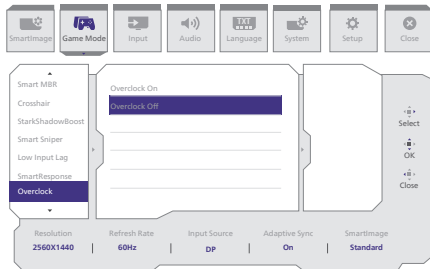 SmartImage
Game Mode
Input
Audio
TXT
Language
System
Setup
Close
Smart MBR
Crosshair
StarkShadowBoost
Smart Sniper
Low Input Lag
SmartResponse
Overclock
Overclock On
Overclock Off
Select
OK
Close
Resolution
Refresh Rate
Input Source
Adaptive Sync
SmartImage
2560X1440
60Hz
DP
On
Standard